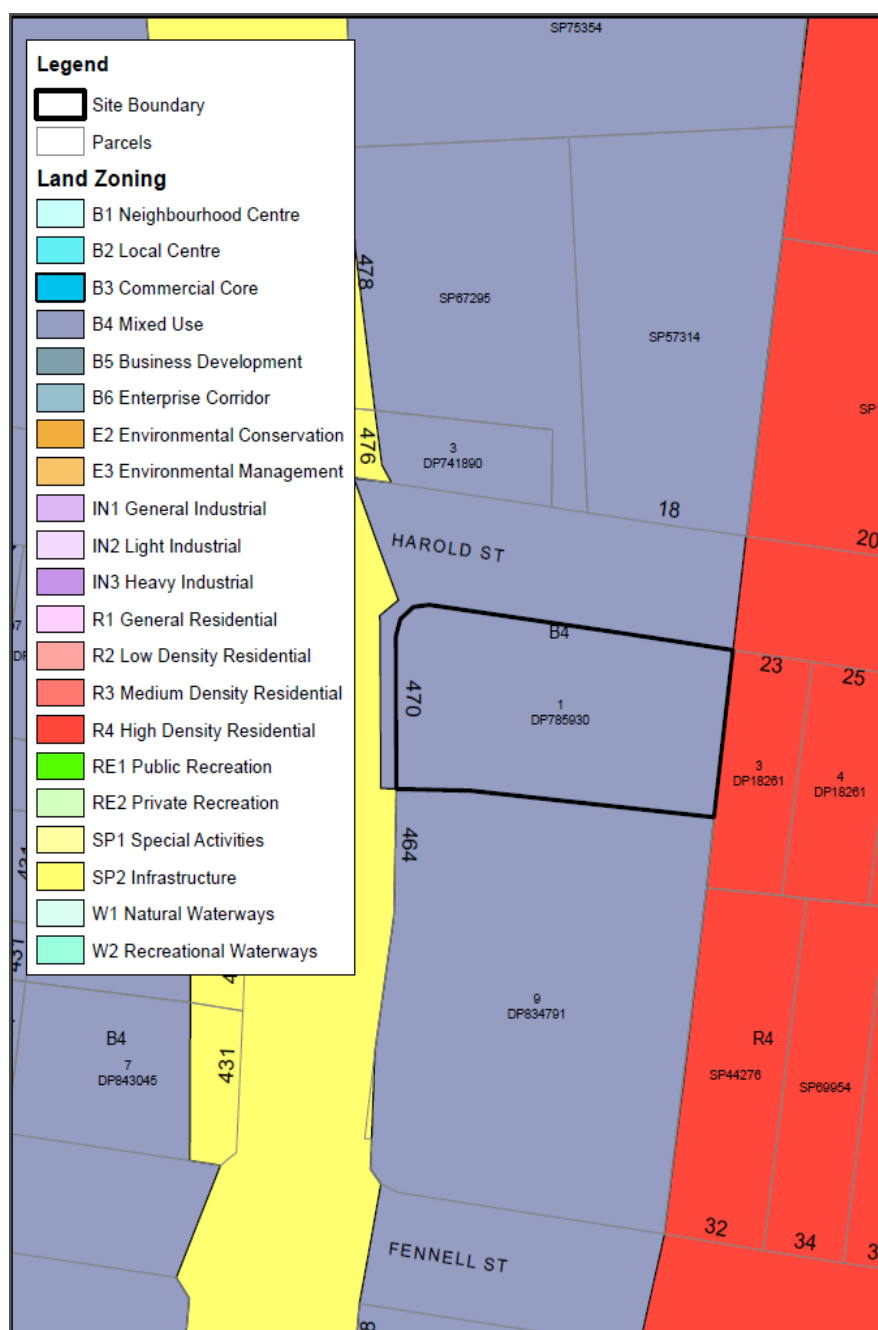 SP75354
Legend
Site Boundary
Parcels
Land Zoning
B1 Neighbourhood Centre
B2 Local Centre
B3 Commercial Core
B4 Mixed Use
B5 Business Development
B6 Enterprise Corridor
E2 Environmental Conservation
E3 Environmental Management
IN1 General Industrial
IN2 Light Industrial
IN3 Heavy Industrial
R1 General Residential
R2 Low Density Residential
R3 Medium Density Residential
R4 High Density Residential
RE1 Public Recreation
RE2 Private Recreation
SP1 Special Activities
SP2 Infrastructure
W1 Natural Waterways
W2 Recreational Waterways
478
SP67295
SP57314
476
3
DP741890
18
20
HAROLD ST
B4
23
25
470
1
DP785930
3
DP18261
4
DP18261
464
431
9
DP834791
B4
7
DP843045
431
R4
SP44276
SP69954
32
34
FENNELL ST